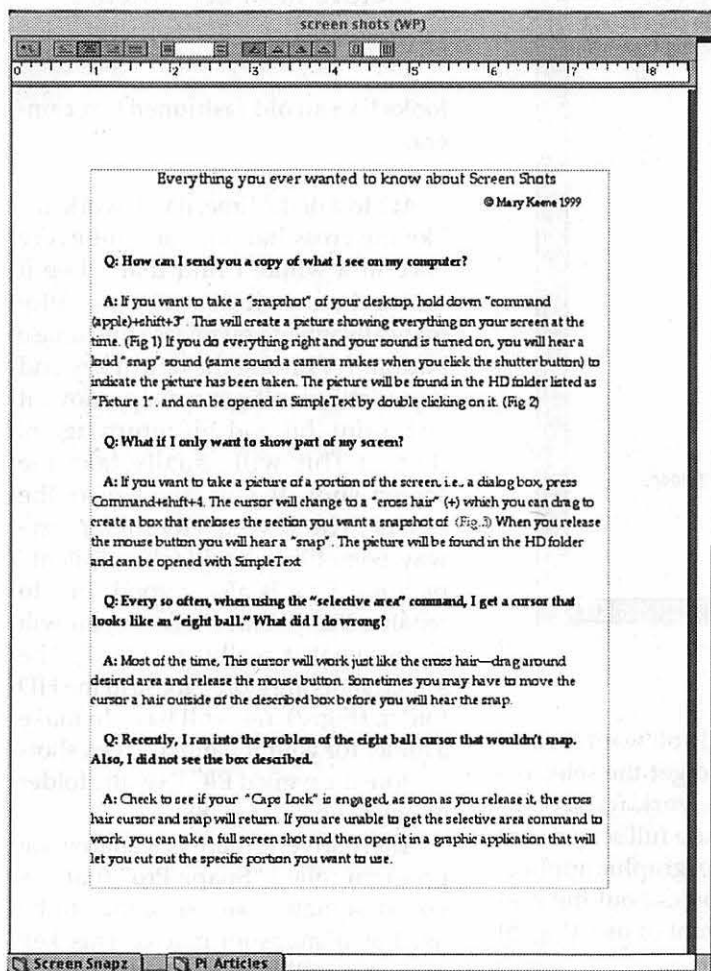 screen shots (WP)
0 1 2 3 4 5 6 7 8
Everything you ever wanted to know about Screen Shots
© Mary Keene 1999
Q: How can I send you a copy of what I see on my computer?
A: If you want to take a "snapshot" of your desktop, hold down "command
(apple)+shift+3". This will create a picture showing everything on your screen at the
time. (Fig 1) If you do everything right and your sound is turned on, you will hear a
loud "snap" sound (same sound a camera makes when you click the shutter button) to
indicate the picture has been taken. The picture will be found in the HD folder listed as
"Picture 1". and can be opened in SimpleText by double clicking on it. (Fig 2)
Q: What if I only want to show part of my screen?
A: If you want to take a picture of a portion of the screen, i.e., a dialog box, press
Command+shift+4. The cursor will change to a "cross hair" (+) which you can drag to
create a box that encloses the section you want a snapshot of (Fig.3) When you release
the mouse button you will hear a "snap". The picture will be found in the HD folder
and can be opened with SimpleText
Q: Every so often, when using the "selective area" command, I get a cursor that
looks like an "eight ball." What did I do wrong?
A: Most of the time, This cursor will work just like the cross hair—drag around
desired area and release the mouse button. Sometimes you may have to move the
cursor a hair outside of the described box before you will hear the snap.
Q: Recently, I ran into the problem of the eight ball cursor that wouldn't snap.
Also, I did not see the box described.
A: Check to see if your "Caps Lock" is engaged, as soon as you release it, the cross
hair cursor and snap will return. If you are unable to get the selective area command to
work, you can take a full screen shot and then open it in a graphic application that will
let you cut out the specific portion you want to use.
Screen Snapz
PI Articles